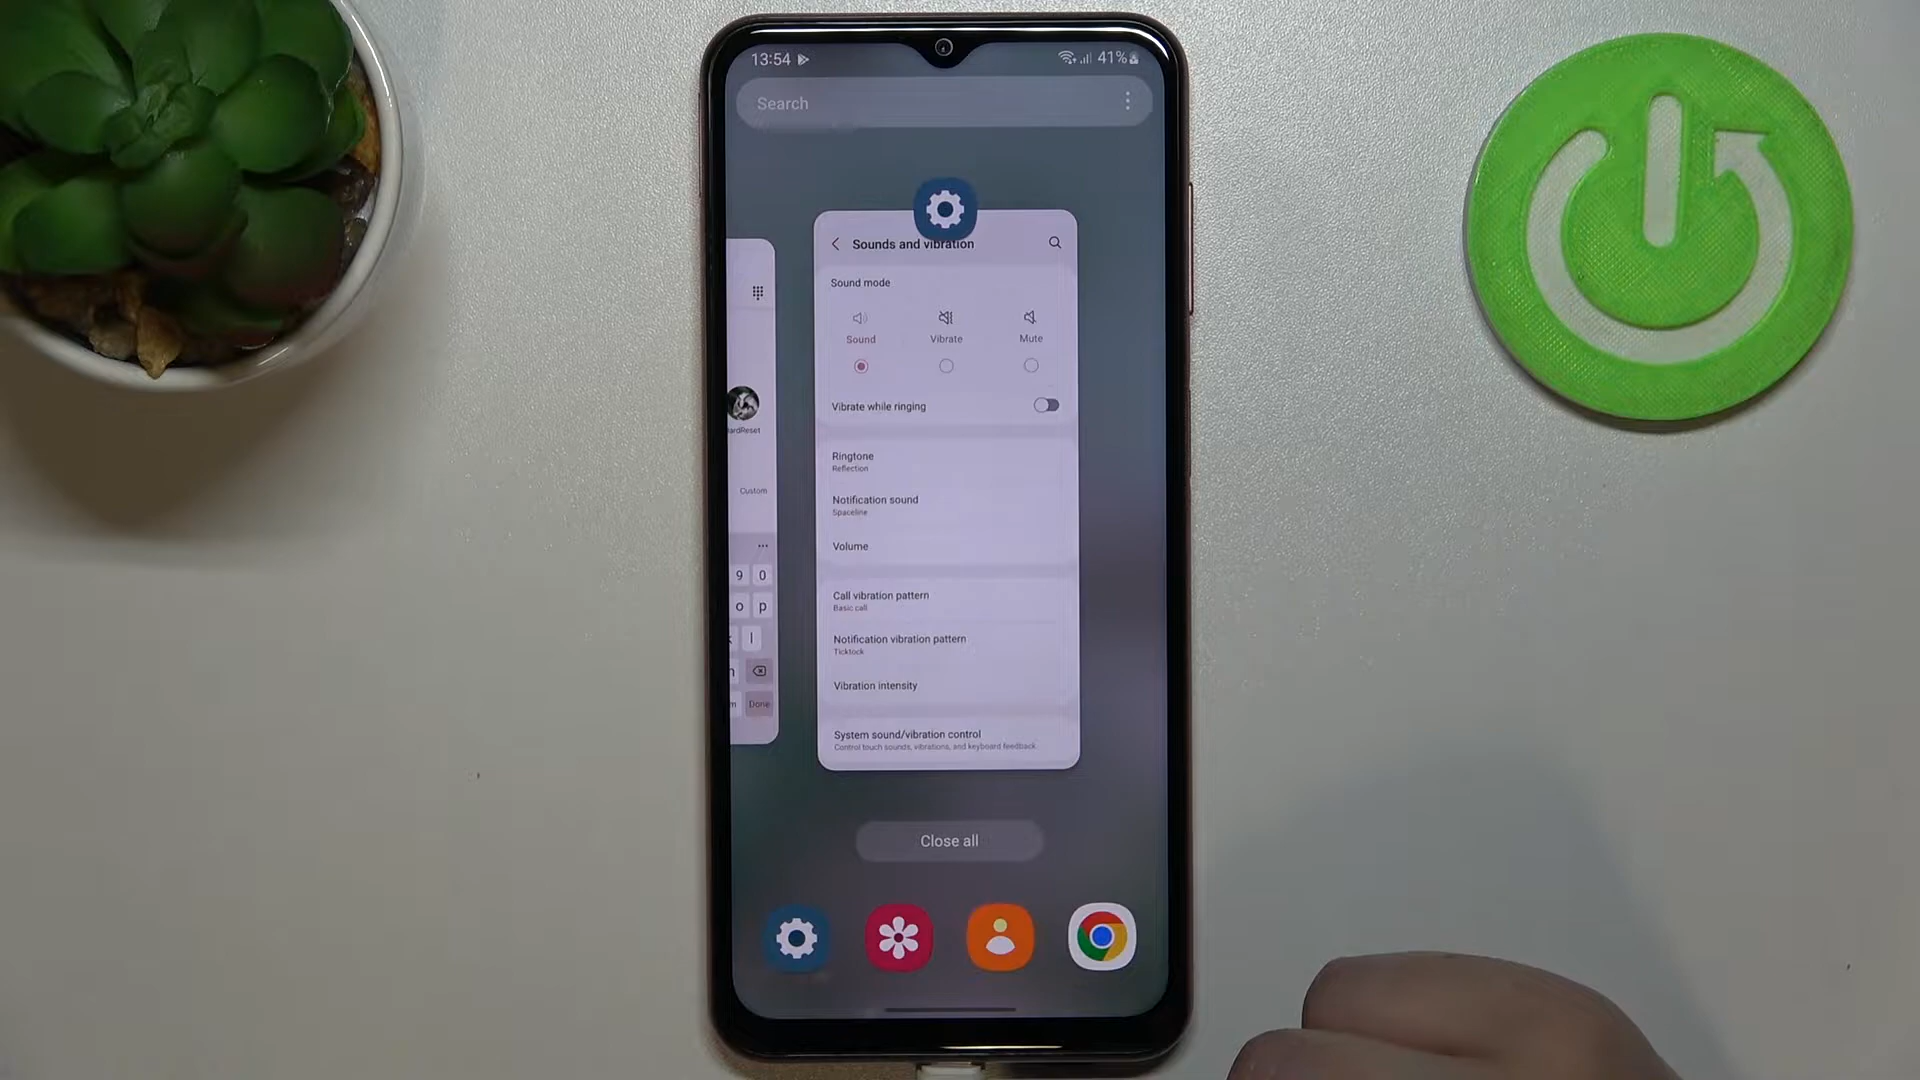 13:54
41%
Search
Sounds and vibration
Sound mode
Sound
Vibrate
Mute
Vibrate while ringing
Ringtone
Reflection
Notification sound
Spaceline
Volume
Call vibration pattern
Basic call
Notification vibration pattern
Ticktock
Vibration intensity
System sound/vibration control
Control touch sounds, vibrations, and keyboard feedback.
ardReset
Custom
9 0
o p
l
Done
Close all